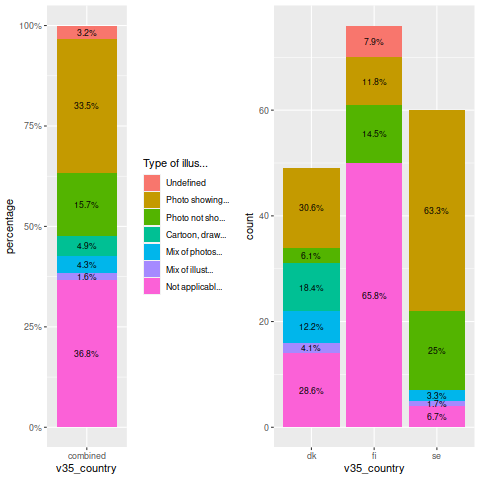 100%
75%
50%
25%
0%
percentage
3.2%
33.5%
15.7%
4.9%
4.3%
1.6%
36.8%
combined
v35_country
Type of illus...
Undefined
Photo showing...
Photo not sho...
Cartoon, draw...
Mix of photos...
Mix of illust...
Not applicabl...
60
40
20
0
count
30.6%
6.1%
18.4%
12.2%
4.1%
28.6%
7.9%
11.8%
14.5%
65.8%
63.3%
25%
3.3%
1.7%
6.7%
dk fi se
v35_country